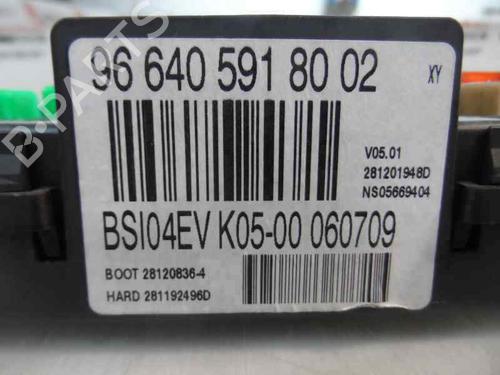 96 640 591 80 02
XY
V05.01
281201948D
NS05669404
BSI04EV K05-00 060709
BOOT 28120836-4
HARD 281192496D
B-PARTS